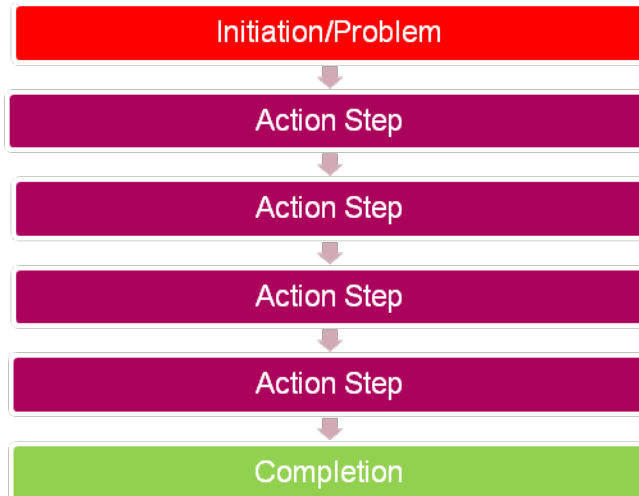 Initiation/Problem
Action Step
Action Step
Action Step
Action Step
Completion